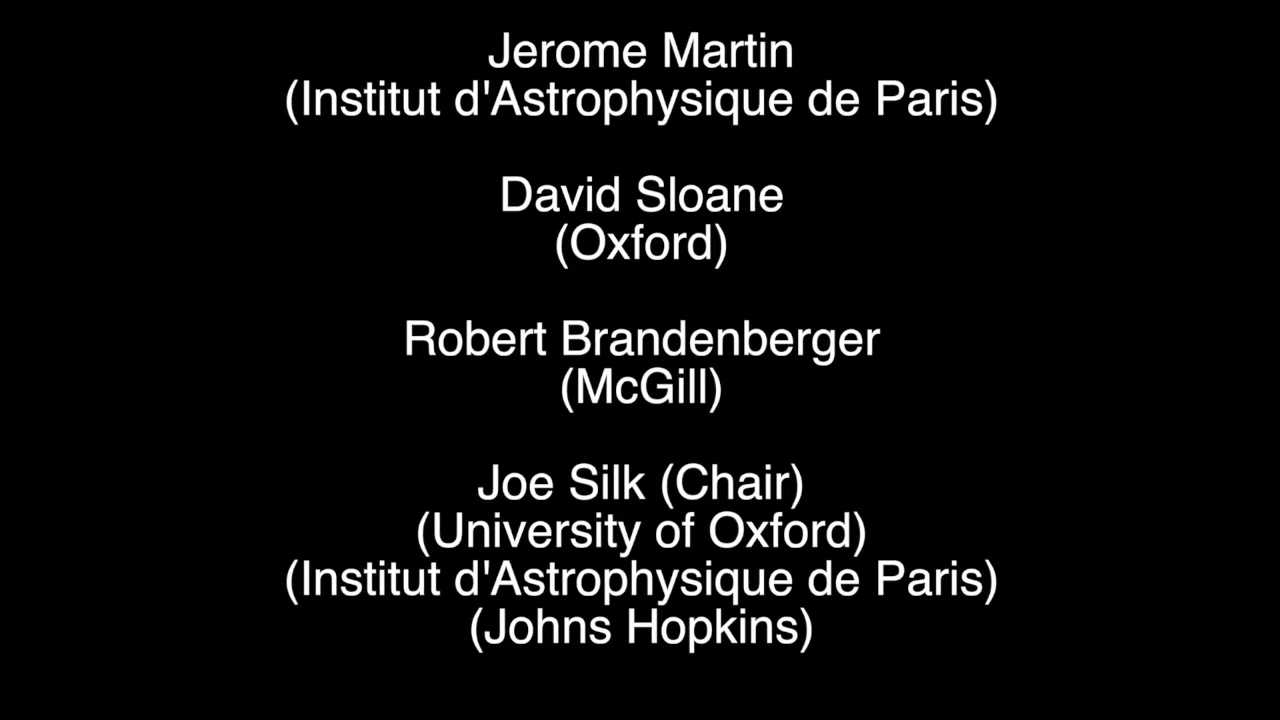 Jerome Martin
(Institut d'Astrophysique de Paris)
David Sloane
(Oxford)
Robert Brandenberger
(McGill)
Joe Silk (Chair)
(University of Oxford)
(Institut d'Astrophysique de Paris)
(Johns Hopkins)